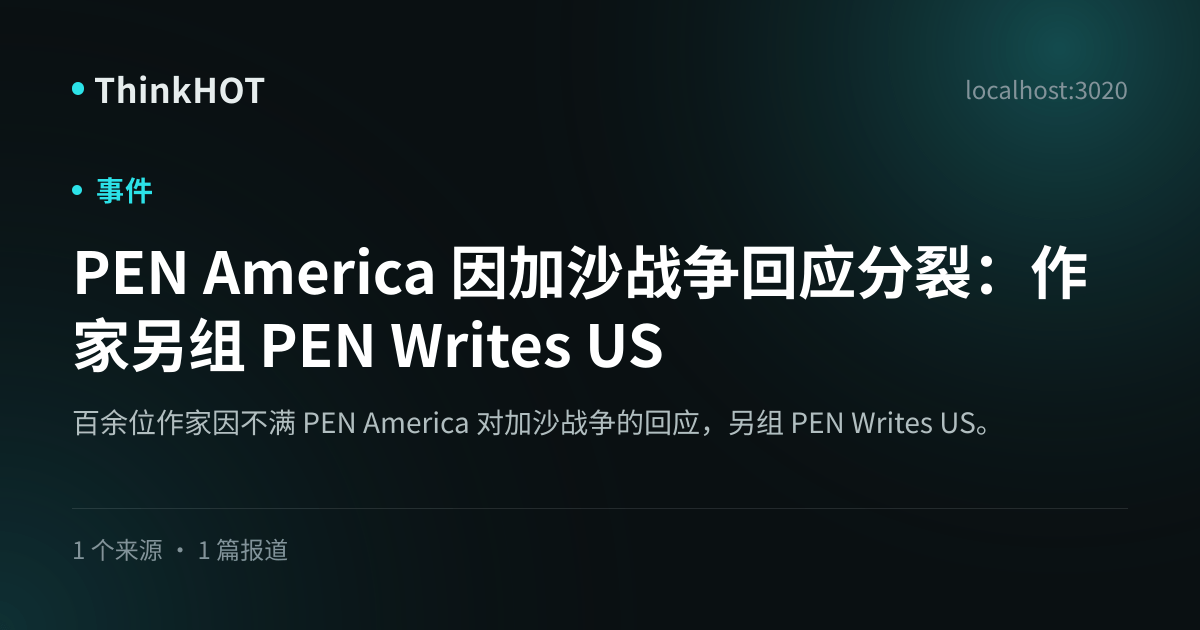 ThinkHOT
localhost:3020
事件
PEN America 因加沙战争回应分裂：作
家另组 PEN Writes US
百余位作家因不满 PEN America 对加沙战争的回应，另组 PEN Writes US。
1 个来源 · 1 篇报道